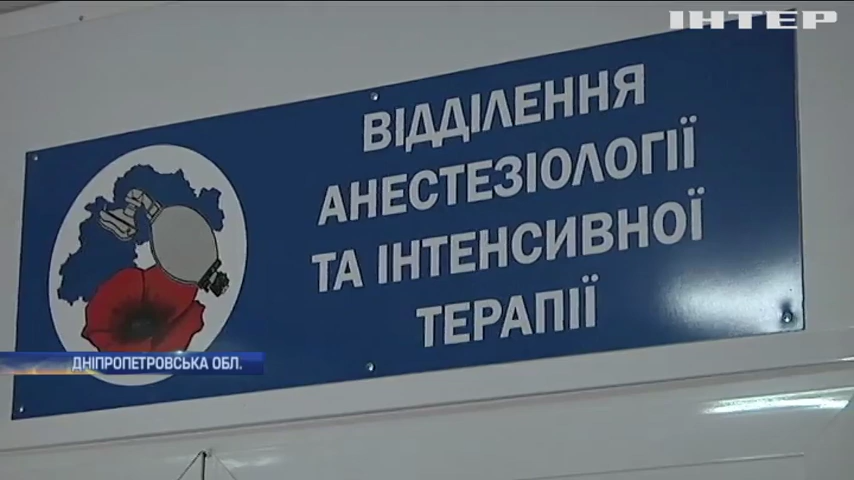 ІНТЕР
ВІДДІЛЕННЯ
АНЕСТЕЗІОЛОГІЇ
ТА ІНТЕНСИВНОЇ
ТЕРАПІЇ
ДНІПРОПЕТРОВСЬКА ОБЛ.